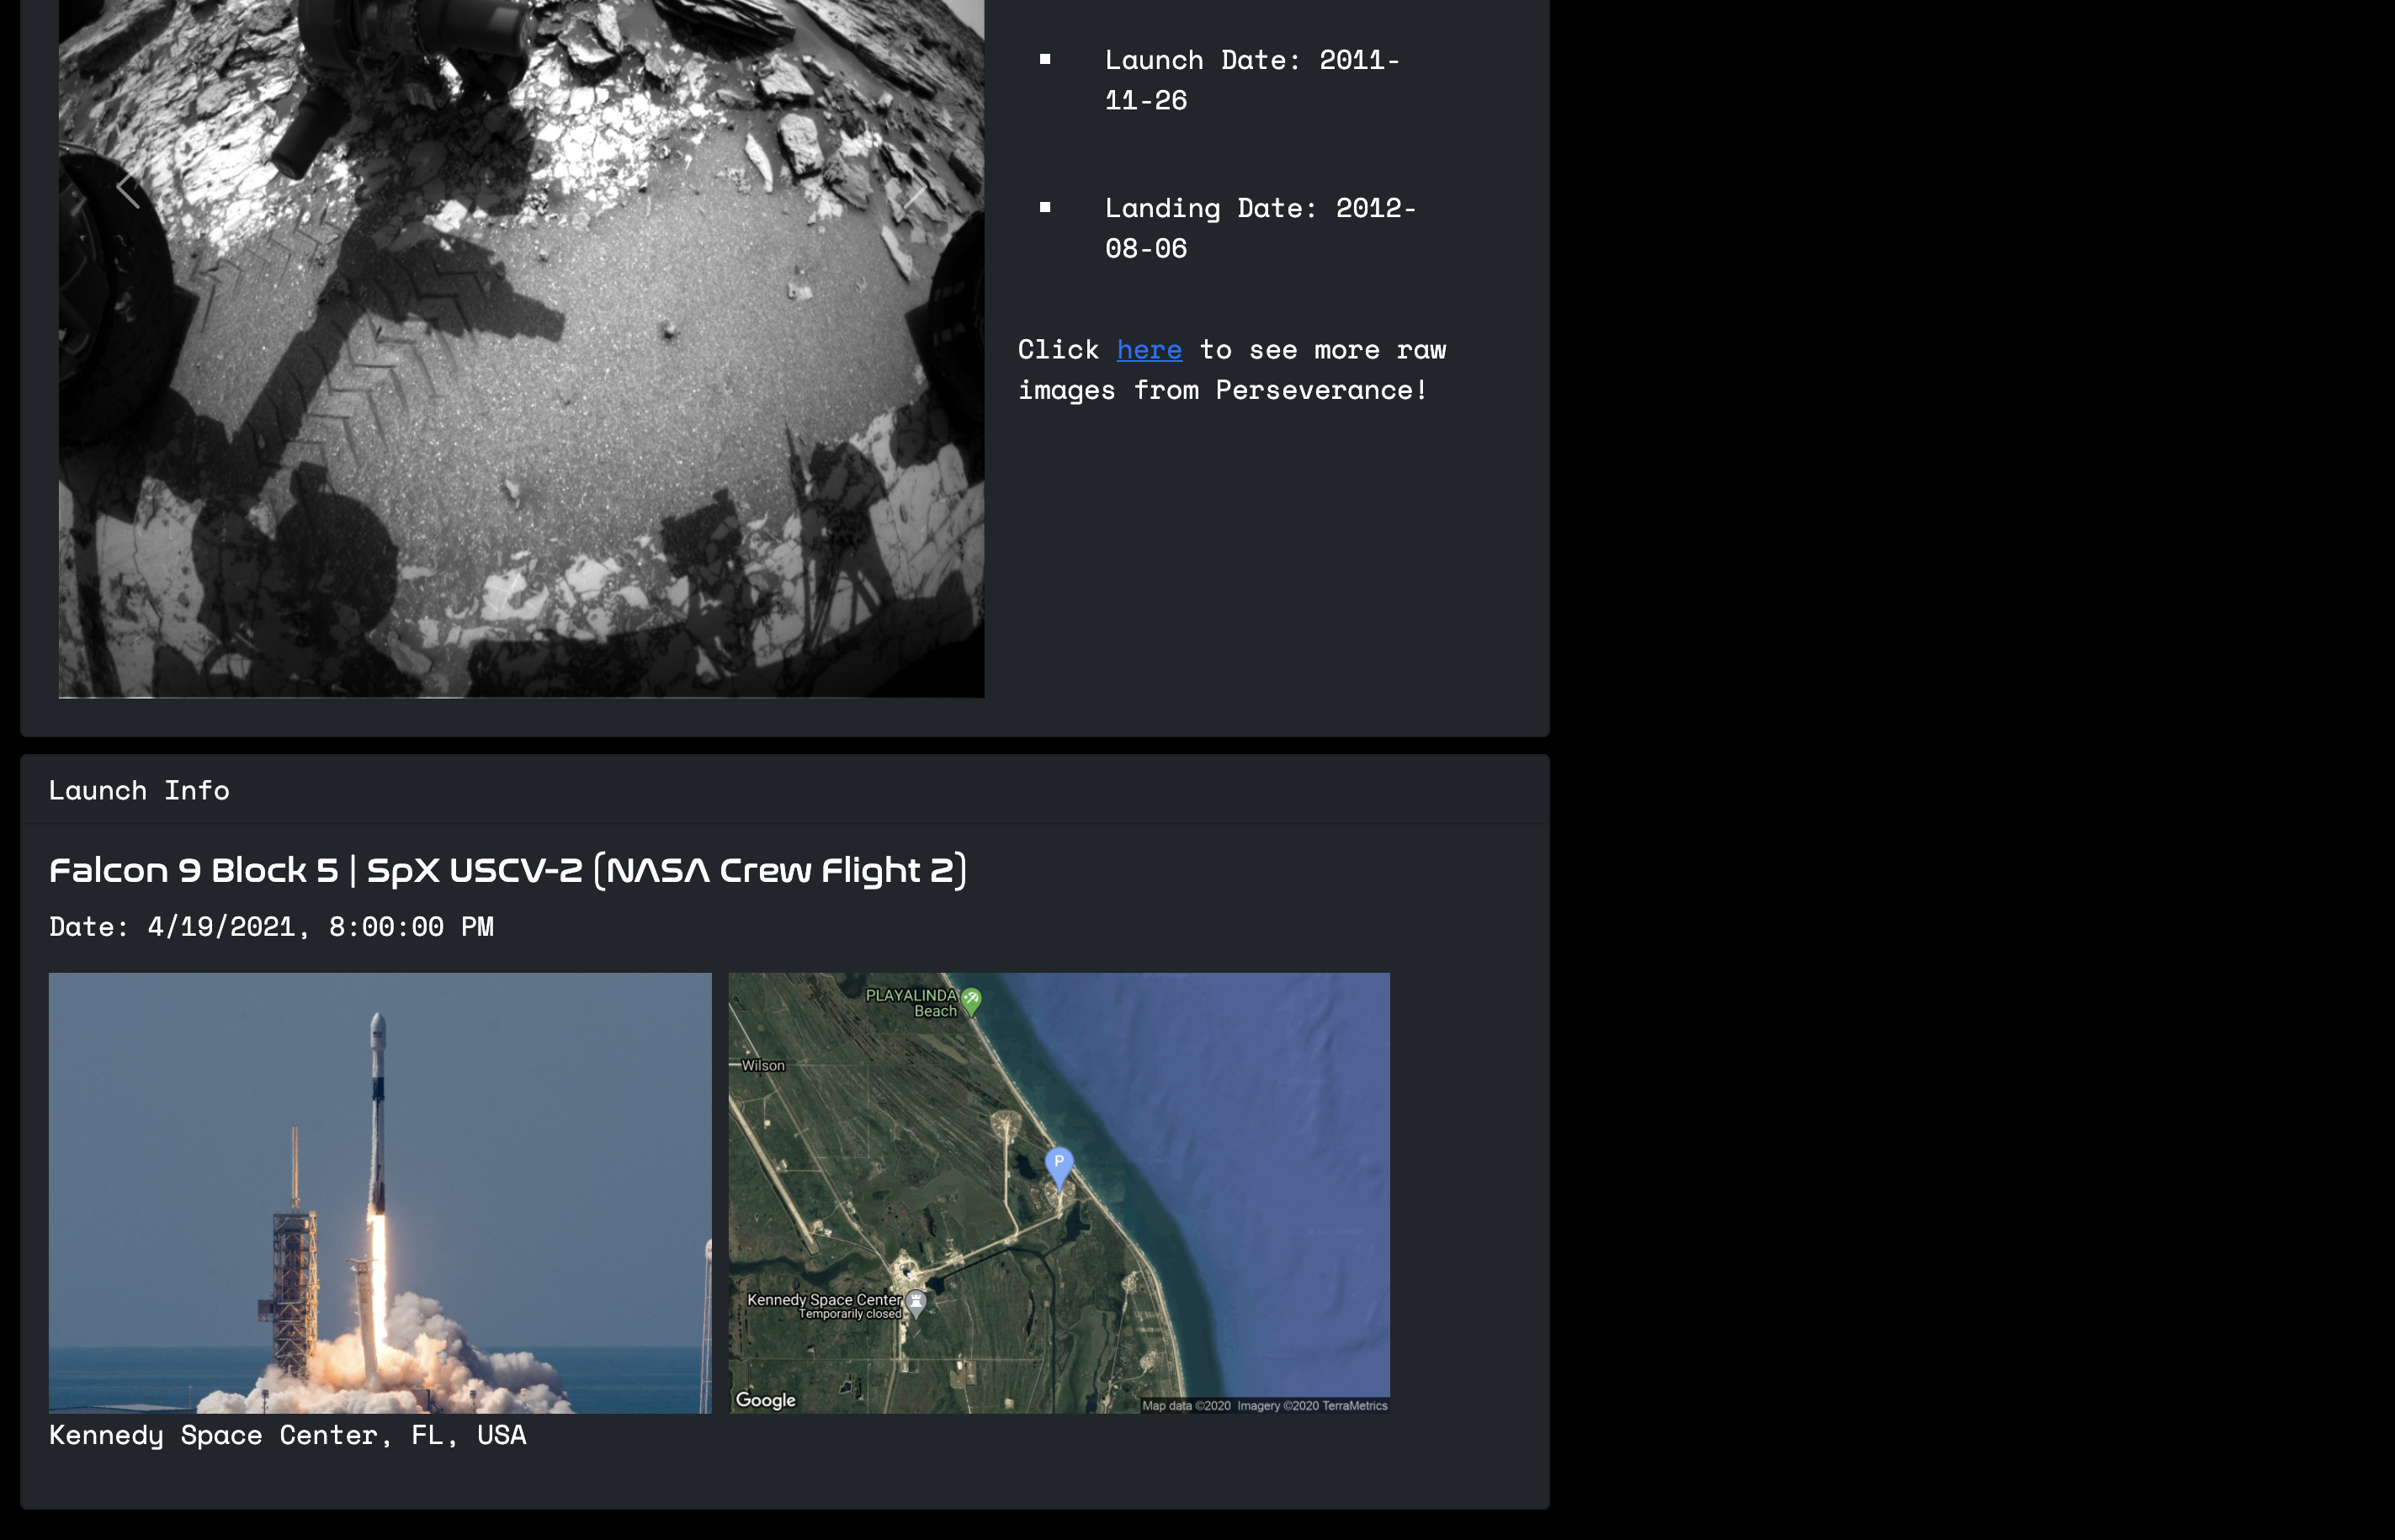 Launch Date: 2011-
11-26
Landing Date: 2012-
08-06
Click here to see more raw
images from Perseverance!
Launch Info
Falcon 9 Block 5 | SpX USCV-2 (NASA Crew Flight 2)
Date: 4/19/2021, 8:00:00 PM
PLAYALINDA
Beach
Wilson
P
Kennedy Space Center
Temporarily closed
Google
Map data ©2020 Imagery ©2020 TerraMetrics
Kennedy Space Center, FL, USA